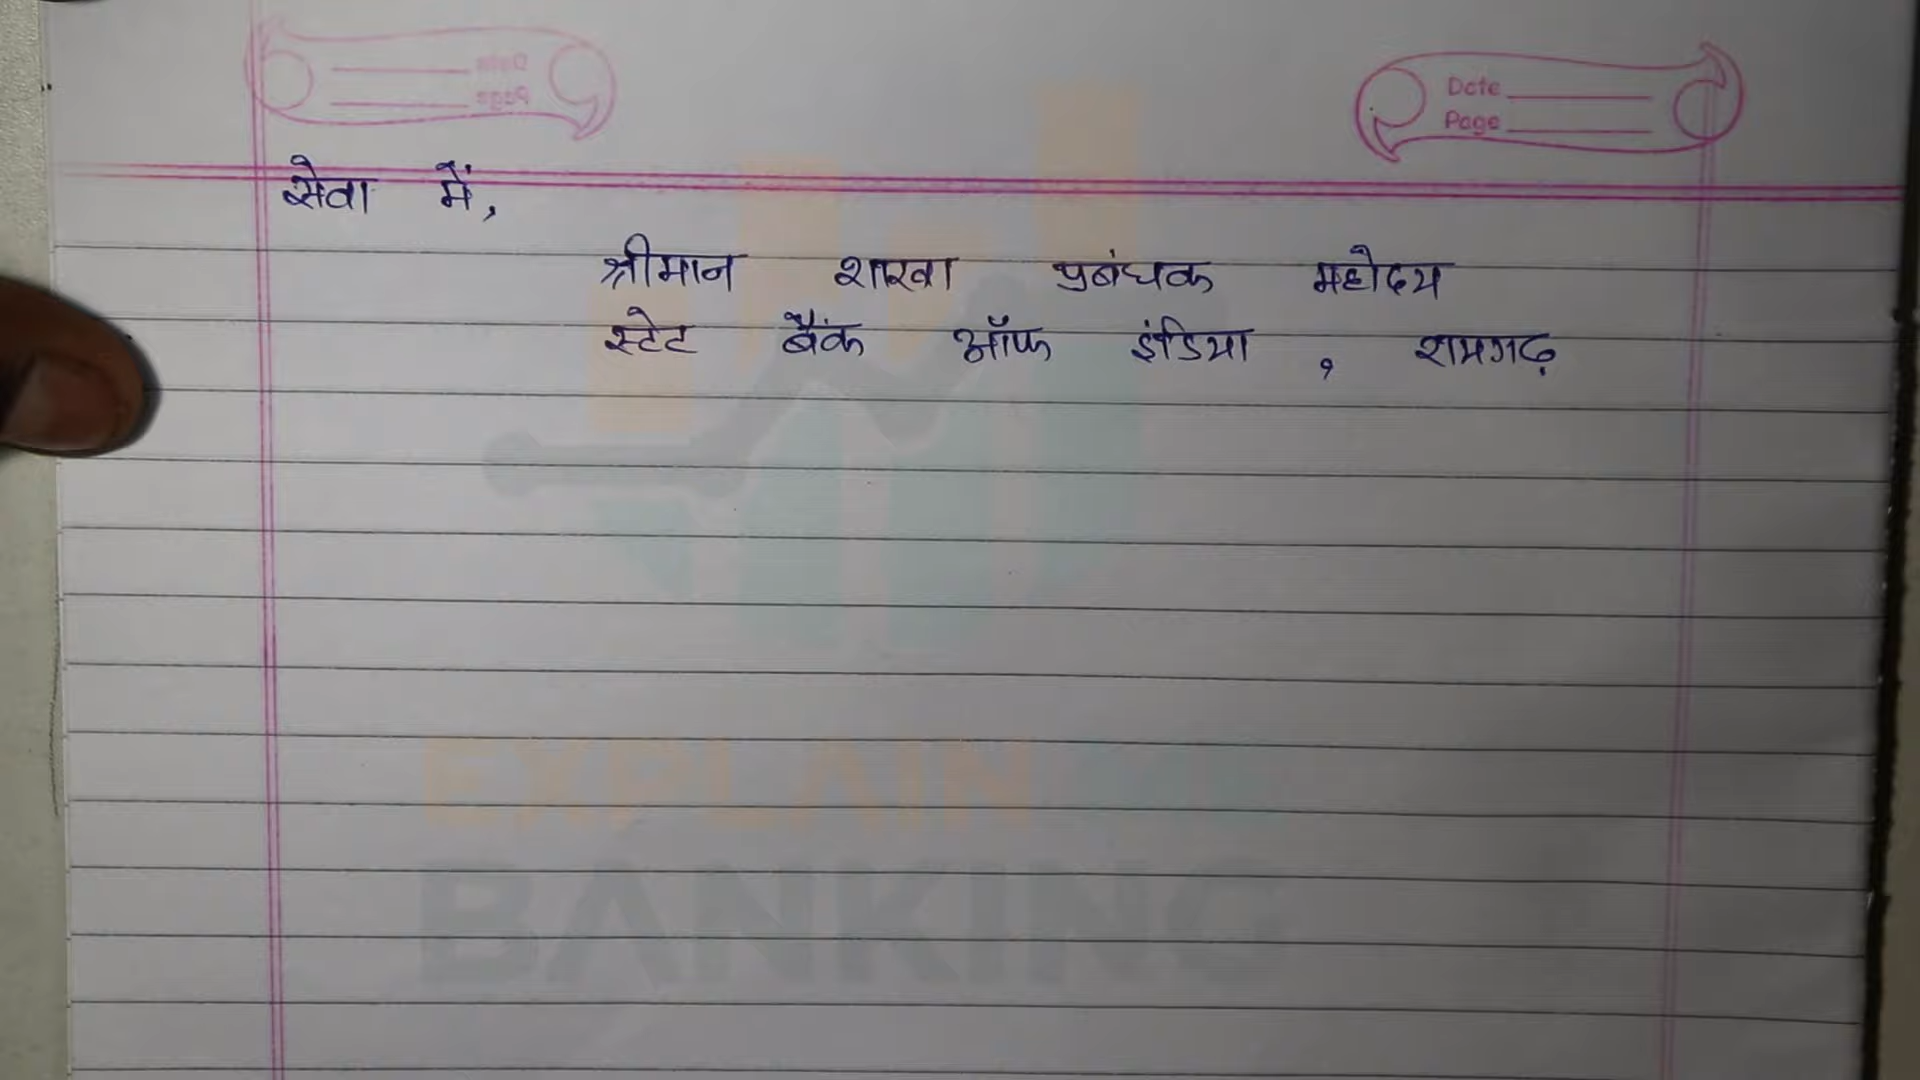 Date
Page
सेवा में,
श्रीमान शाखा प्रबंधक महोदय
स्टेट बैंक ऑफ इंडिया , रामगढ़
EXPLAIN
BANKING